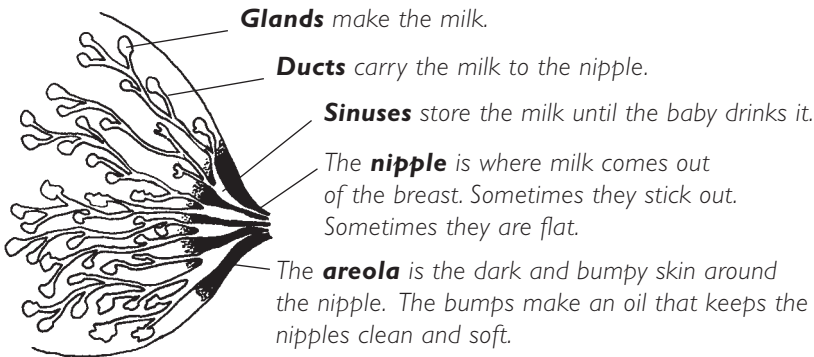 Glands make the milk.
Ducts carry the milk to the nipple.
Sinuses store the milk until the baby drinks it.
The nipple is where milk comes out
of the breast. Sometimes they stick out.
Sometimes they are flat.
The areola is the dark and bumpy skin around
the nipple. The bumps make an oil that keeps the
nipples clean and soft.